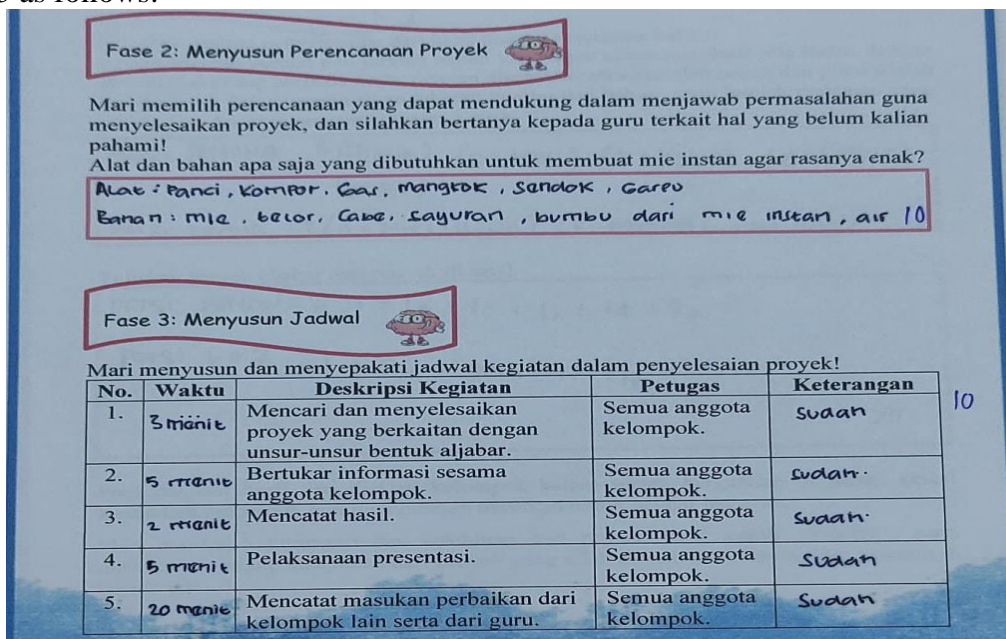 Fase 2: Menyusun Perencanaan Proyek
Mari memilih perencanaan yang dapat mendukung dalam menjawab permasalahan guna
menyelesaikan proyek, dan silahkan bertanya kepada guru terkait hal yang belum kalian
pahami!
Alat dan bahan apa saja yang dibutuhkan untuk membuat mie instan agar rasanya enak?
Alat : Panci, Kompor, Gas, mangkok, Sendok, Garpu
Bahan : mie, telor, Cabe, sayuran, bumbu dari mie instan, air 10
Fase 3: Menyusun Jadwal
Mari menyusun dan menyepakati jadwal kegiatan dalam penyelesaian proyek!
No. Waktu Deskripsi Kegiatan Petugas Keterangan
1. 3 menit Mencari dan menyelesaikan proyek yang berkaitan dengan unsur-unsur bentuk aljabar. Semua anggota kelompok. Sudah 10
2. 5 menit Bertukar informasi sesama anggota kelompok. Semua anggota kelompok. Sudah.
3. 2 menit Mencatat hasil. Semua anggota kelompok. Sudah.
4. 5 menit Pelaksanaan presentasi. Semua anggota kelompok. Sudah
5. 20 menit Mencatat masukan perbaikan dari kelompok lain serta dari guru. Semua anggota kelompok. Sudah